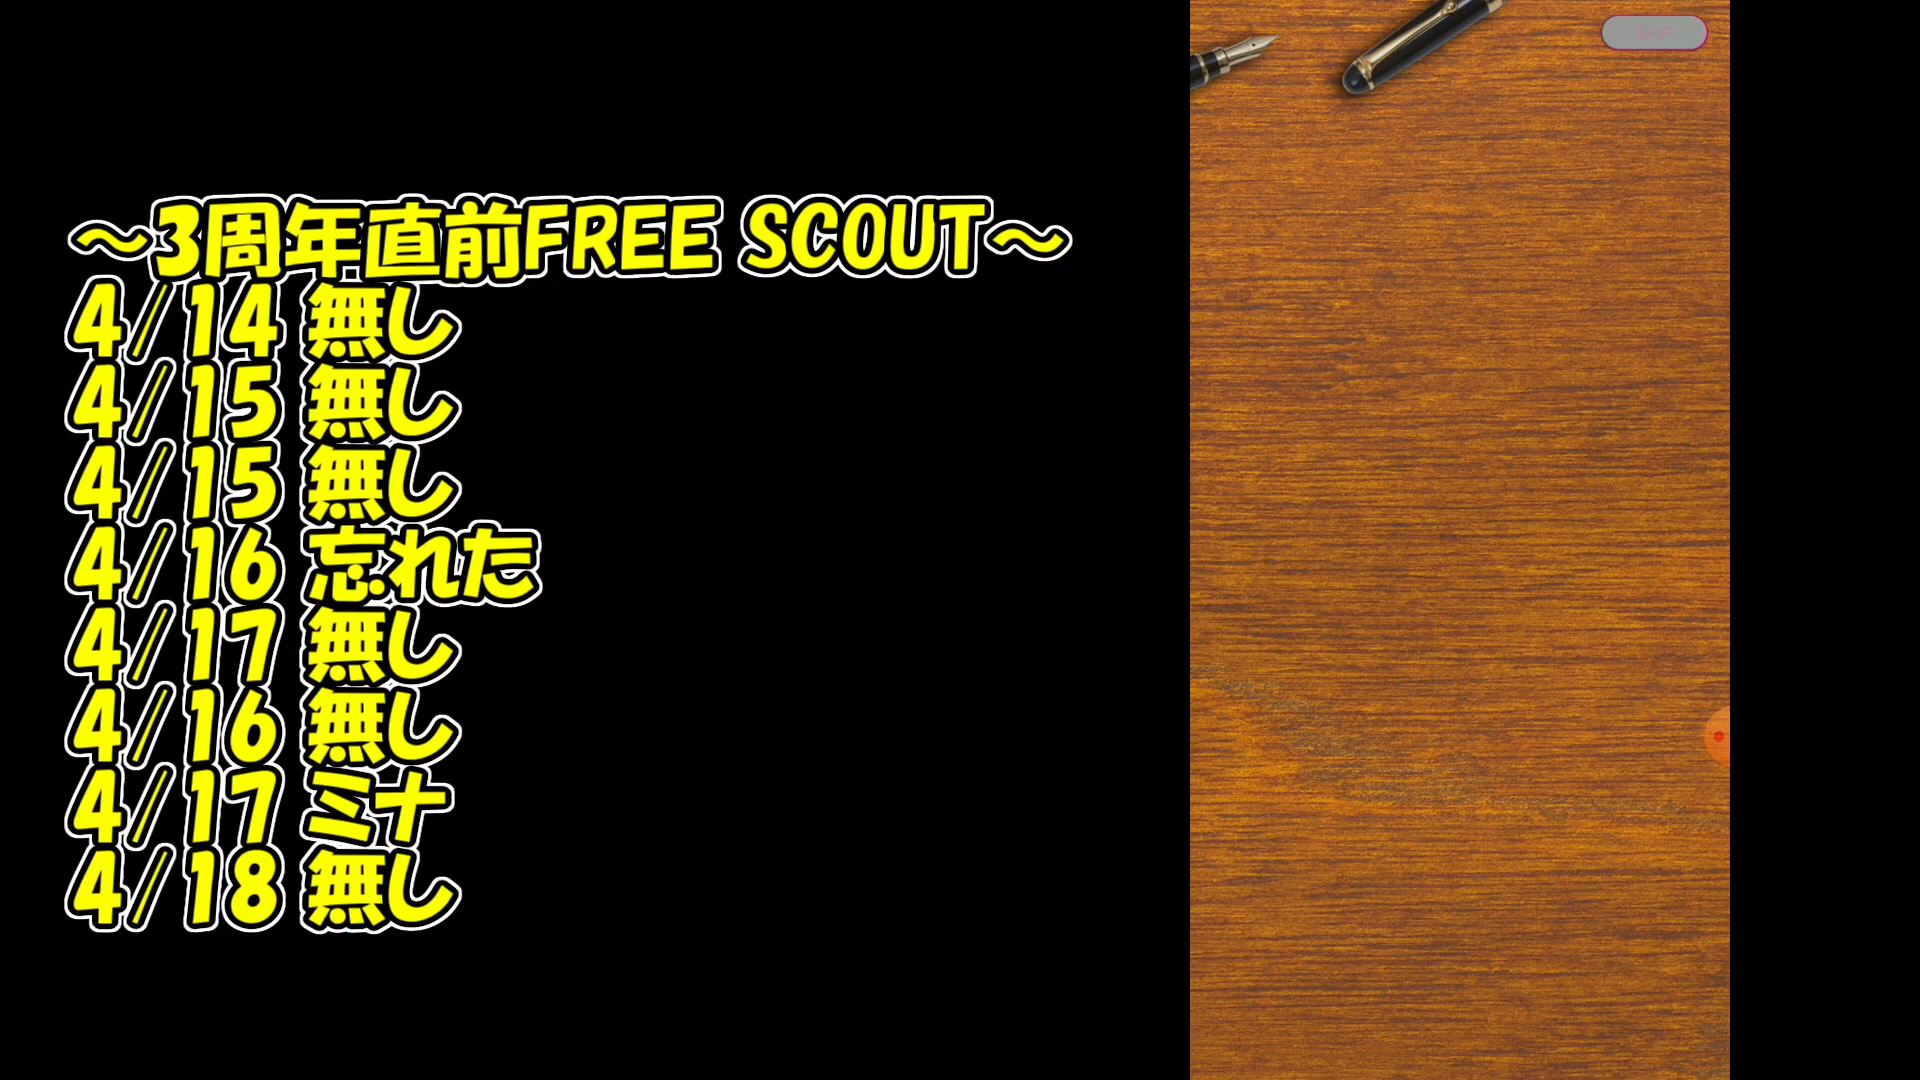 ～3周年直前FREE SCOUT～
4/14 無し
4/15 無し
4/15 無し
4/16 忘れた
4/17 無し
4/16 無し
4/17 ミナ
4/18 無し
SKIP